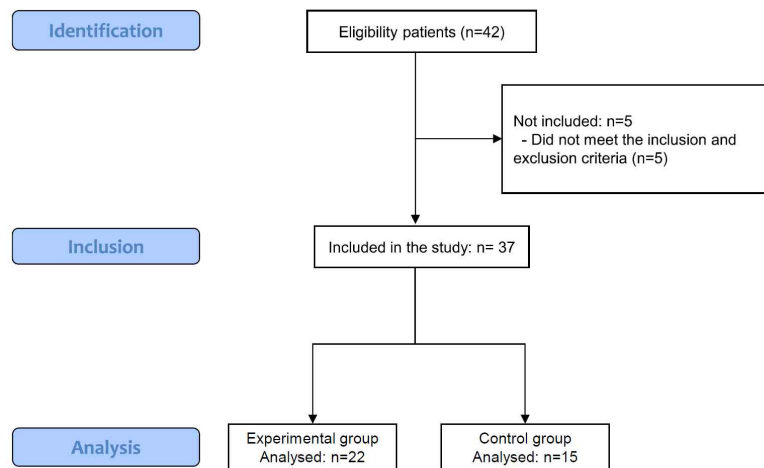 Identification
Eligibility patients (n=42)
Not included: n=5
- Did not meet the inclusion and
exclusion criteria (n=5)
Inclusion
Included in the study: n= 37
Analysis
Experimental group
Analysed: n=22
Control group
Analysed: n=15